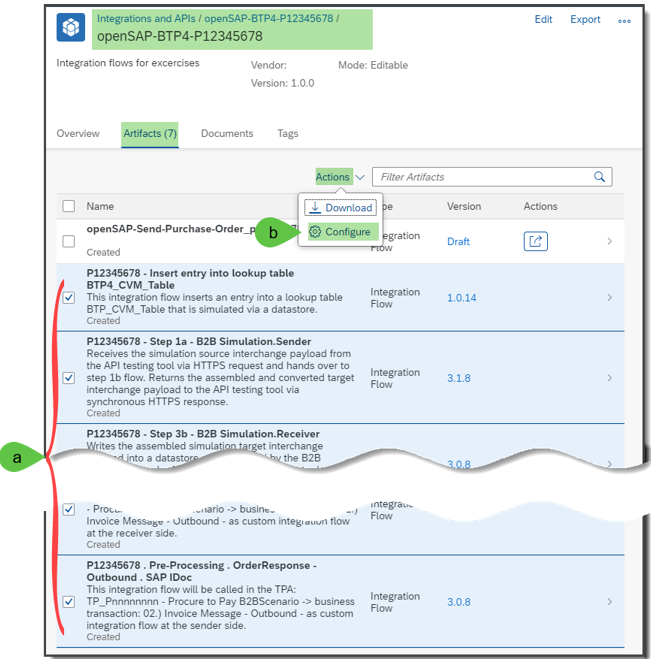 Integrations and APIs / openSAP-BTP4-P12345678 /
openSAP-BTP4-P12345678
Edit
Export
Integration flows for excercises
Vendor:
Mode: Editable
Version: 1.0.0
Overview
Artifacts (7)
Documents
Tags
Actions
Filter Artifacts
Name
Version
Actions
Download
b
Configure
openSAP-Send-Purchase-Order_p
Created
Flow
Draft
P12345678 - Insert entry into lookup table
BTP4_CVM_Table
This integration flow inserts an entry into a lookup table
BTP_CVM_Table that is simulated via a datastore.
Created
Integration
Flow
1.0.14
P12345678 - Step 1a - B2B Simulation.Sender
Receives the simulation source interchange payload from
the API testing tool via HTTPS request and hands over to
step 1b flow. Returns the assembled and converted target
interchange payload to the API testing tool via
synchronous HTTPS response.
Created
Integration
Flow
3.1.8
P12345678 - Step 3b - B2B Simulation.Receiver
Writes the assembled simulation target interchange
into a datastore by the B2B
Integration
Flow
3.0.8
a
- Procure -> business
Invoice Message - Outbound - as custom integration flow
at the receiver side.
Created
Integration
Flow
P12345678 . Pre-Processing . OrderResponse -
Outbound . SAP IDoc
This integration flow will be called in the TPA:
TP_Pnnnnnnnn - Procure to Pay B2BScenario -> business
transaction: 02.) Invoice Message - Outbound - as custom
integration flow at the sender side.
Created
Integration
Flow
3.0.8